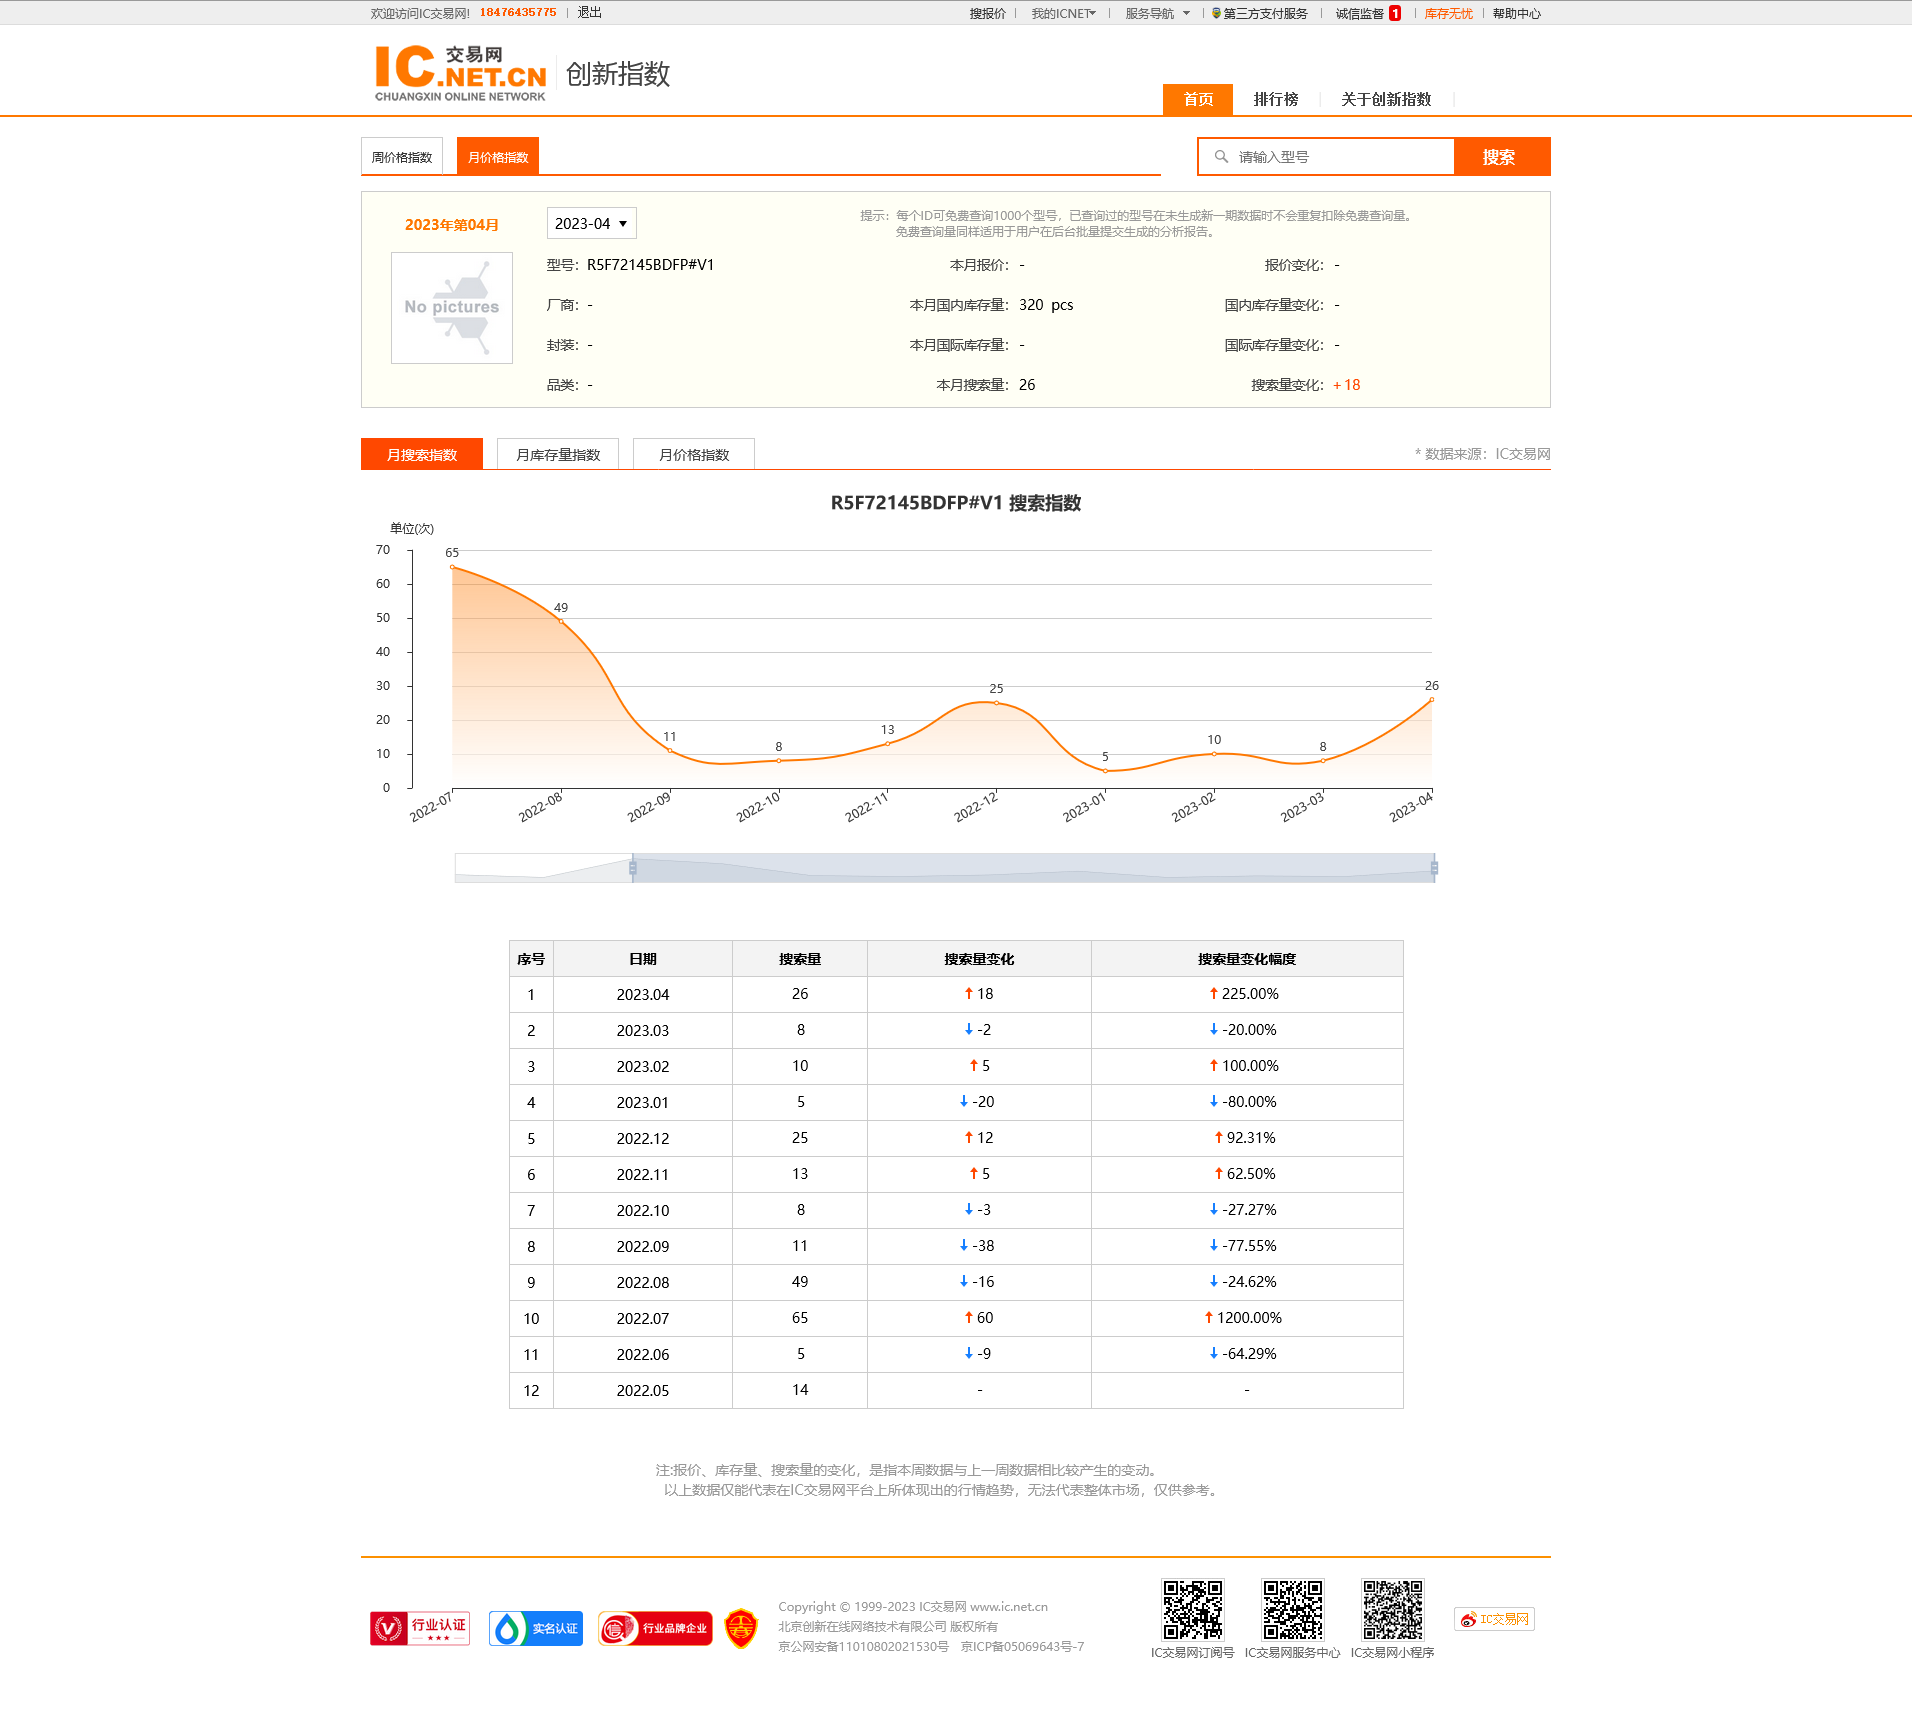 欢迎访问IC交易网! 18476435775 | 退出
搜报价 | 我的ICNET | 服务导航 | 第三方支付服务 | 诚信监督 1 | 库存无忧 | 帮助中心
IC交易网.NET.CN
CHUANGXIN ONLINE NETWORK
创新指数
首页 排行榜 关于创新指数
周价格指数 月价格指数
请输入型号 搜索
2023年第04月 2023-04
提示：每个ID可免费查询1000个型号，已查询过的型号在未生成新一期数据时不会重复扣除免费查询量。
免费查询量同样适用于用户在后台批量提交生成的分析报告。
No pictures
型号：R5F72145BDFP#V1 本月报价：- 报价变化：-
厂商：- 本月国内库存量：320 pcs 国内库存量变化：-
封装：- 本月国际库存量：- 国际库存量变化：-
品类：- 本月搜索量：26 搜索量变化：+18
月搜索指数 月库存量指数 月价格指数 * 数据来源：IC交易网
R5F72145BDFP#V1 搜索指数
单位(次)
70
60
50
40
30
20
10
0
65 49 11 8 13 25 5 10 8 26
2022-07 2022-08 2022-09 2022-10 2022-11 2022-12 2023-01 2023-02 2023-03 2023-04
序号 日期 搜索量 搜索量变化 搜索量变化幅度
1 2023.04 26 ↑18 ↑225.00%
2 2023.03 8 ↓-2 ↓-20.00%
3 2023.02 10 ↑5 ↑100.00%
4 2023.01 5 ↓-20 ↓-80.00%
5 2022.12 25 ↑12 ↑92.31%
6 2022.11 13 ↑5 ↑62.50%
7 2022.10 8 ↓-3 ↓-27.27%
8 2022.09 11 ↓-38 ↓-77.55%
9 2022.08 49 ↓-16 ↓-24.62%
10 2022.07 65 ↑60 ↑1200.00%
11 2022.06 5 ↓-9 ↓-64.29%
12 2022.05 14 - -
注:报价、库存量、搜索量的变化，是指本周数据与上一周数据相比较产生的变动。
以上数据仅能代表在IC交易网平台上所体现出的行情趋势，无法代表整体市场，仅供参考。
行业认证 实名认证 行业品牌企业
Copyright © 1999-2023 IC交易网 www.ic.net.cn
北京创新在线网络技术有限公司 版权所有
京公网安备11010802021530号 京ICP备05069643号-7
IC交易网订阅号 IC交易网服务中心 IC交易网小程序
IC交易网